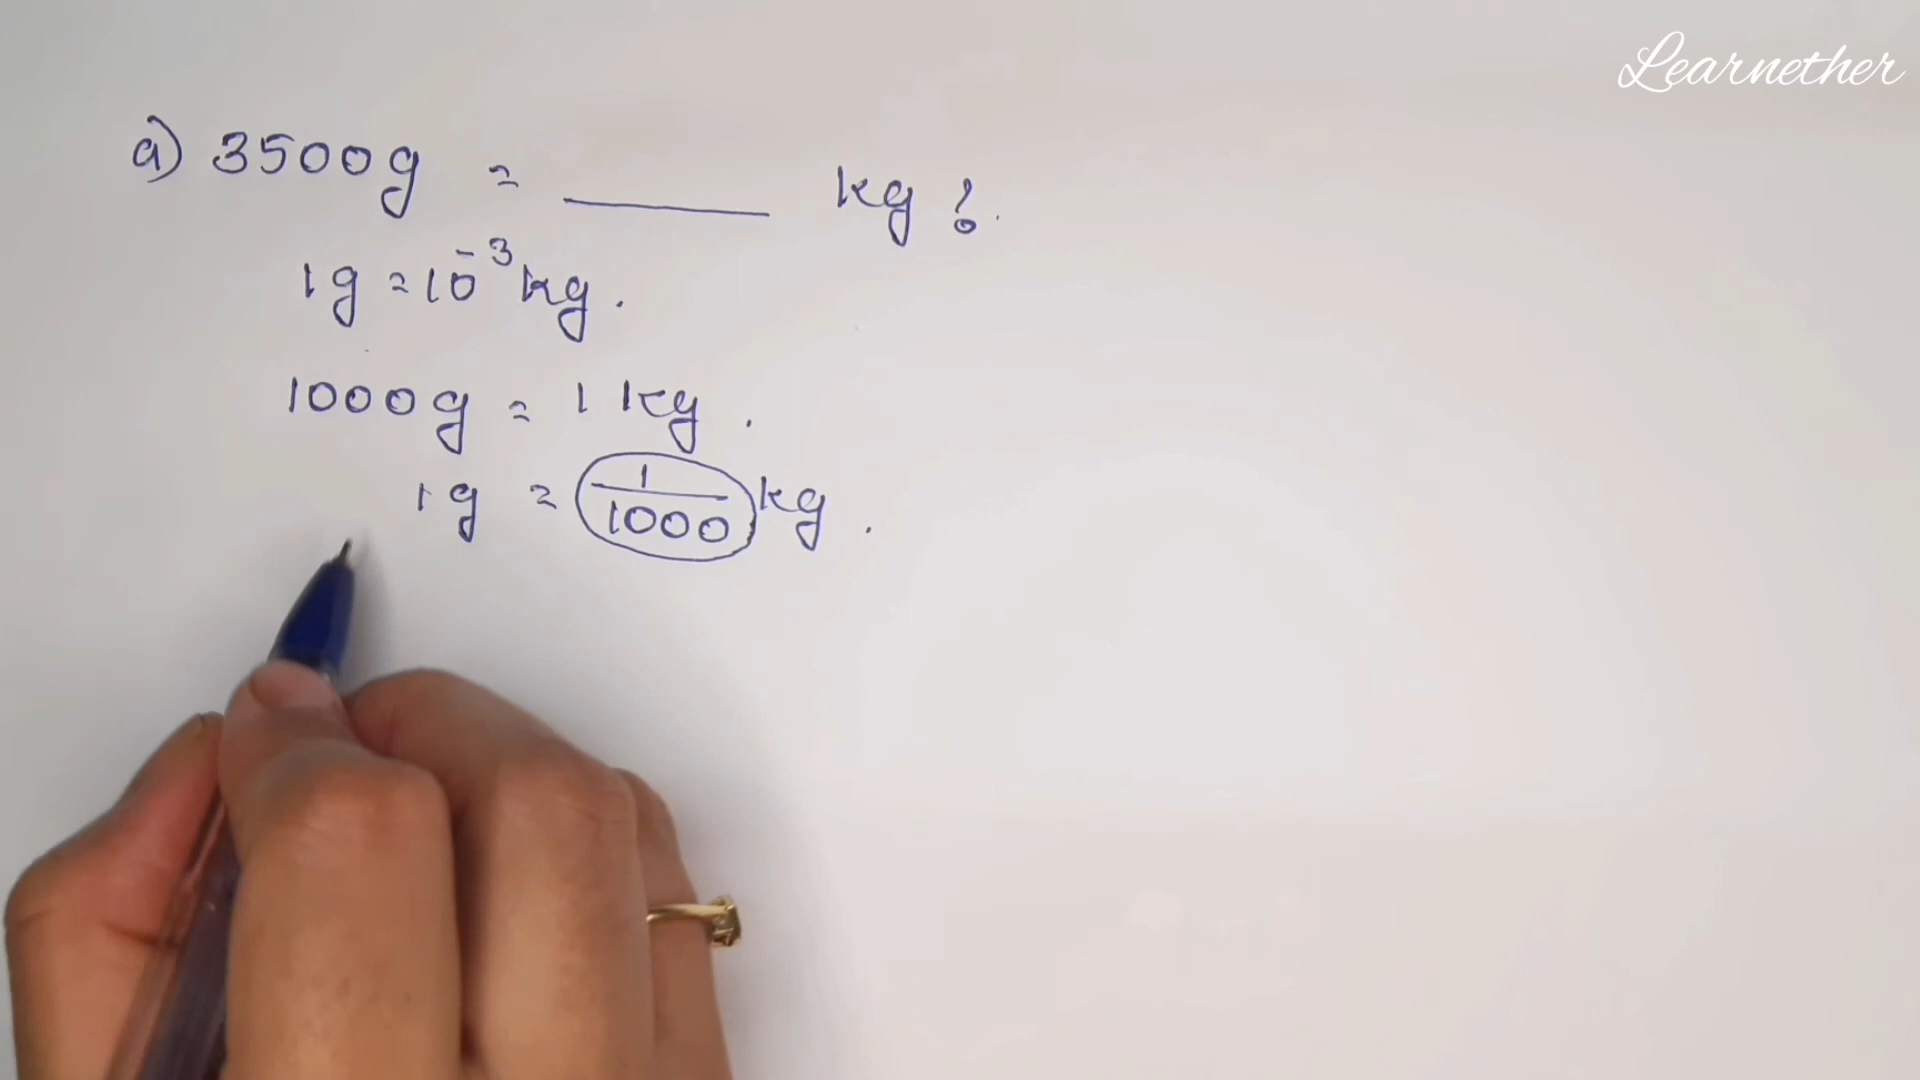 Learnether
a) 3500g = ______ kg ?
1g = 10⁻³ kg.
1000g = 1 kg.
1g = 1/1000 kg.